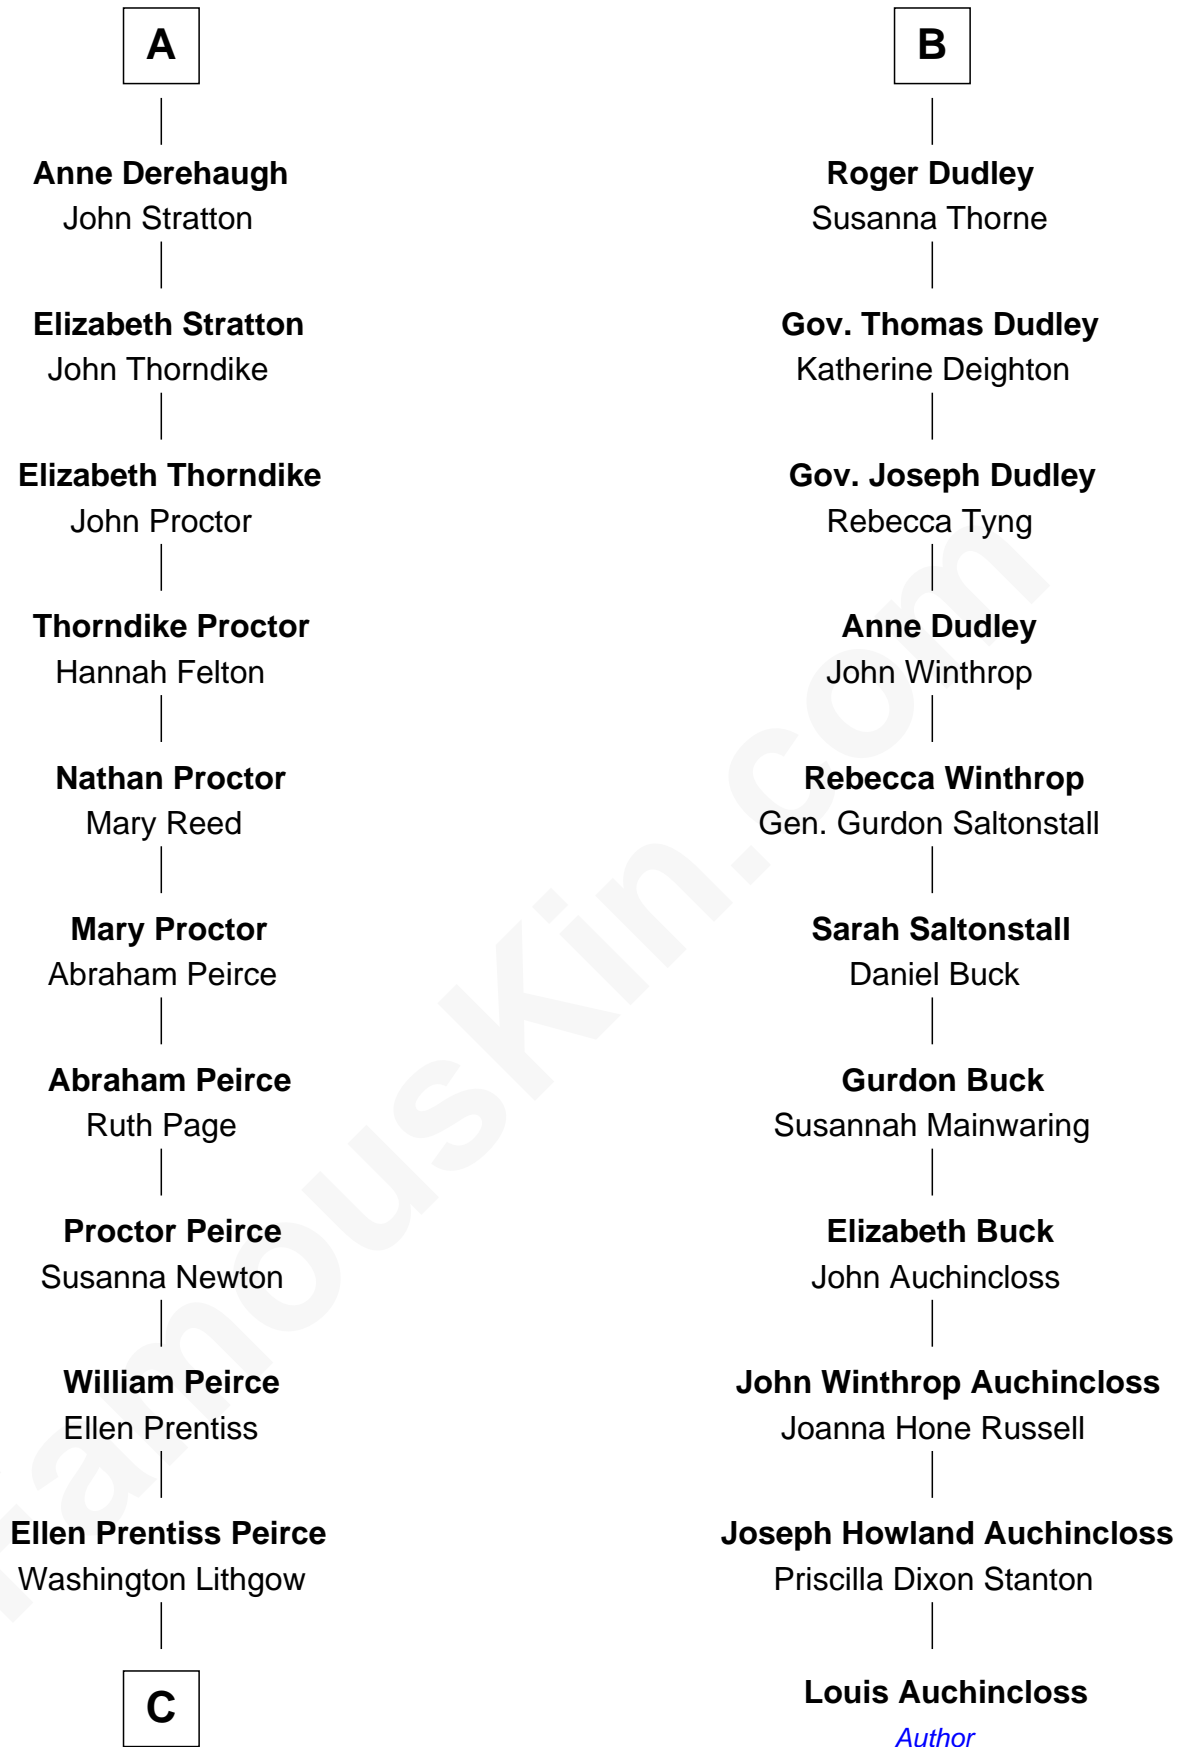 A
Anne Derehaugh
John Stratton
Elizabeth Stratton
John Thorndike
Elizabeth Thorndike
John Proctor
Thorndike Proctor
Hannah Felton
Nathan Proctor
Mary Reed
Mary Proctor
Abraham Peirce
Abraham Peirce
Ruth Page
Proctor Peirce
Susanna Newton
William Peirce
Ellen Prentiss
Ellen Prentiss Peirce
Washington Lithgow
C
B
Roger Dudley
Susanna Thorne
Gov. Thomas Dudley
Katherine Deighton
Gov. Joseph Dudley
Rebecca Tyng
Anne Dudley
John Winthrop
Rebecca Winthrop
Gen. Gurdon Saltonstall
Sarah Saltonstall
Daniel Buck
Gurdon Buck
Susannah Mainwaring
Elizabeth Buck
John Auchincloss
John Winthrop Auchincloss
Joanna Hone Russell
Joseph Howland Auchincloss
Priscilla Dixon Stanton
Louis Auchincloss
Author
FamousKin.com